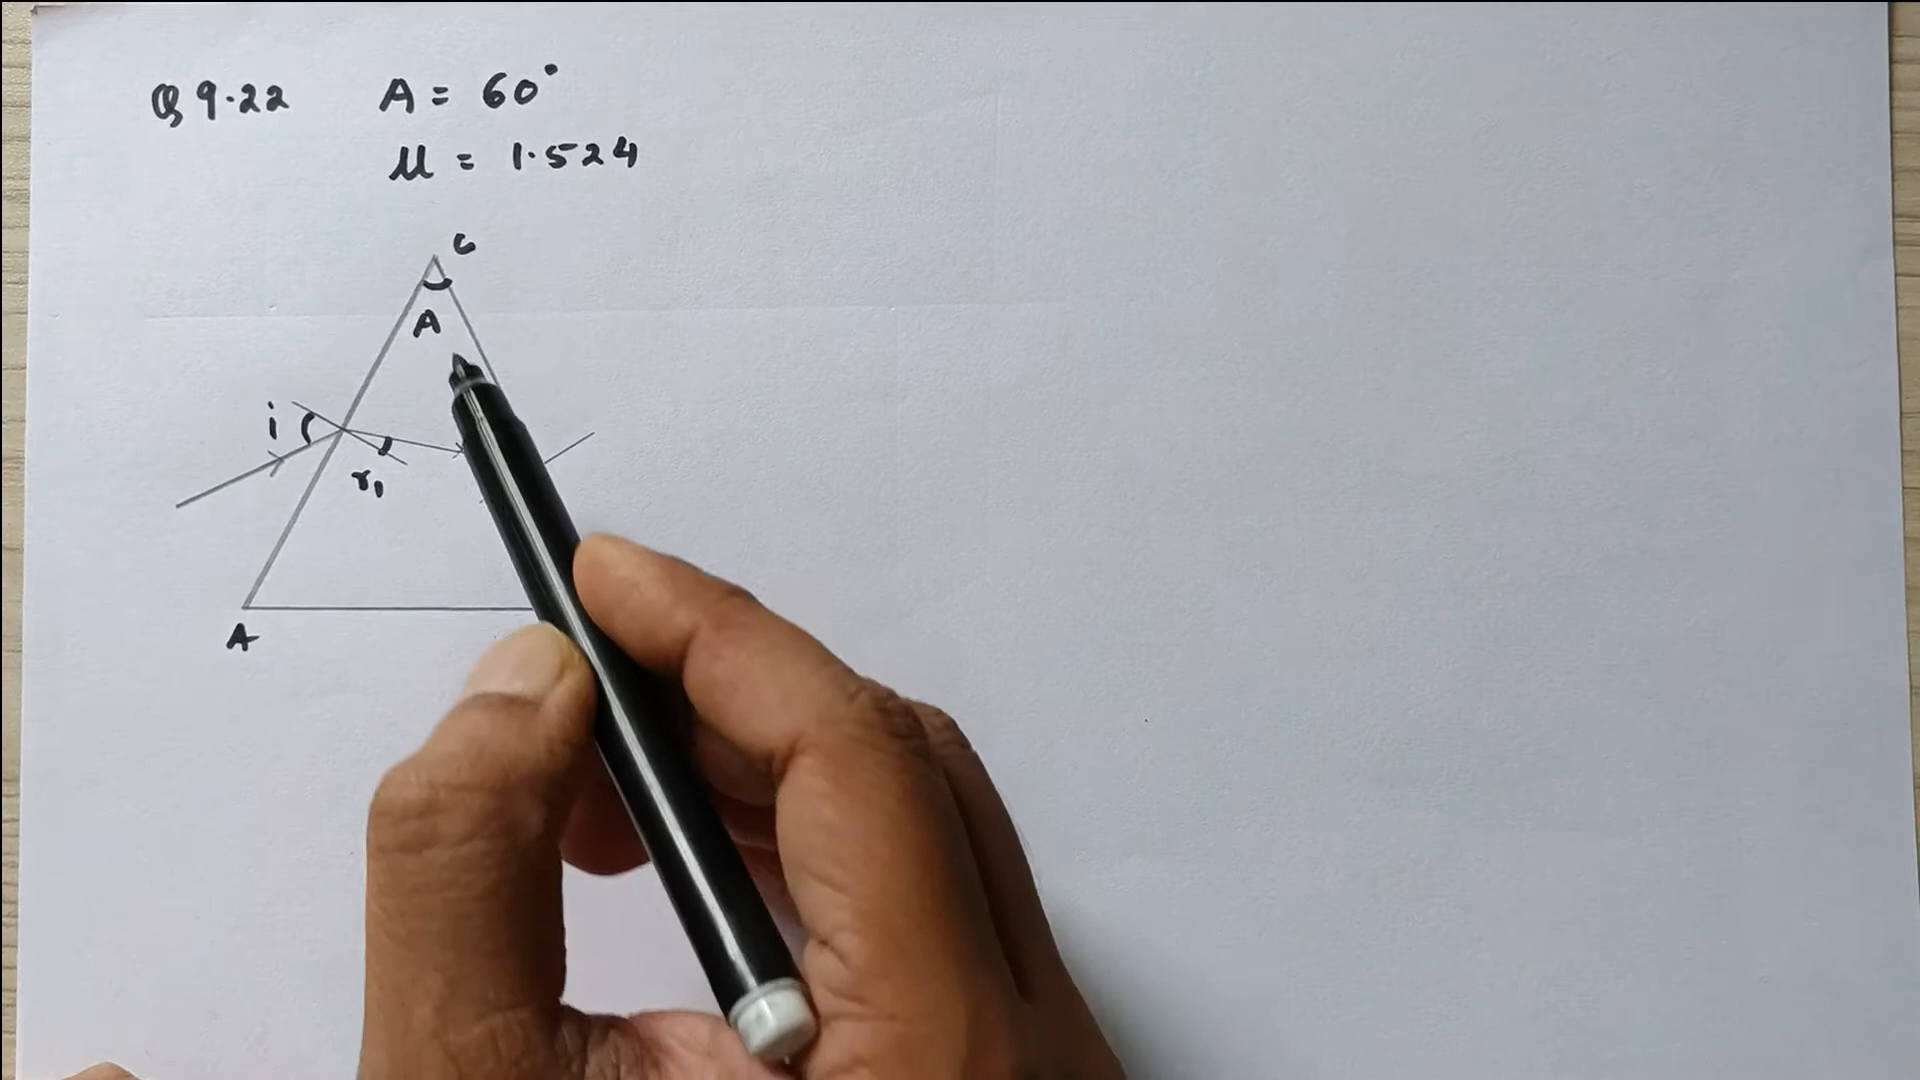 Q 9.22 A = 60°
μ = 1.524
C
A
i
r₁
A